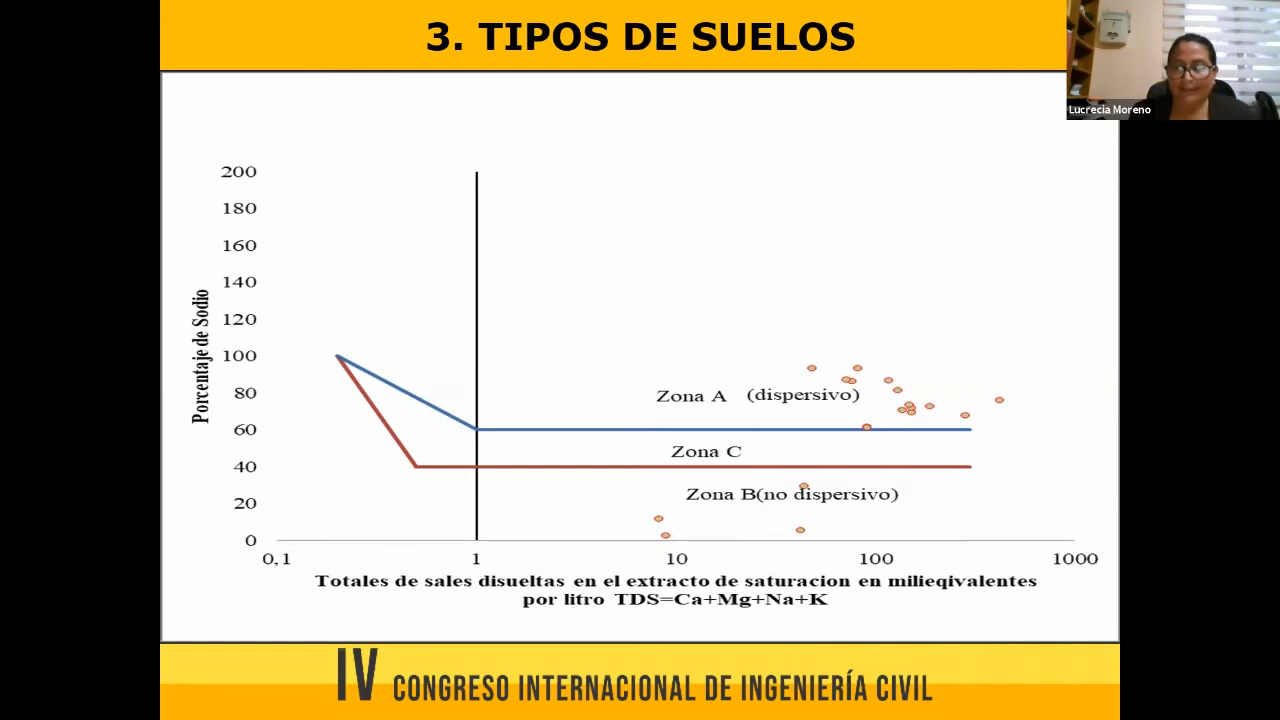 3. TIPOS DE SUELOS
Lucrecia Moreno
200
180
160
140
120
100
80
60
40
20
0
Porcentaje de Sodio
Zona A (dispersivo)
Zona C
Zona B(no dispersivo)
0,1 1 10 100 1000
Totales de sales disueltas en el extracto de saturacion en milieqivalentes
por litro TDS=Ca+Mg+Na+K
IV CONGRESO INTERNACIONAL DE INGENIERÍA CIVIL